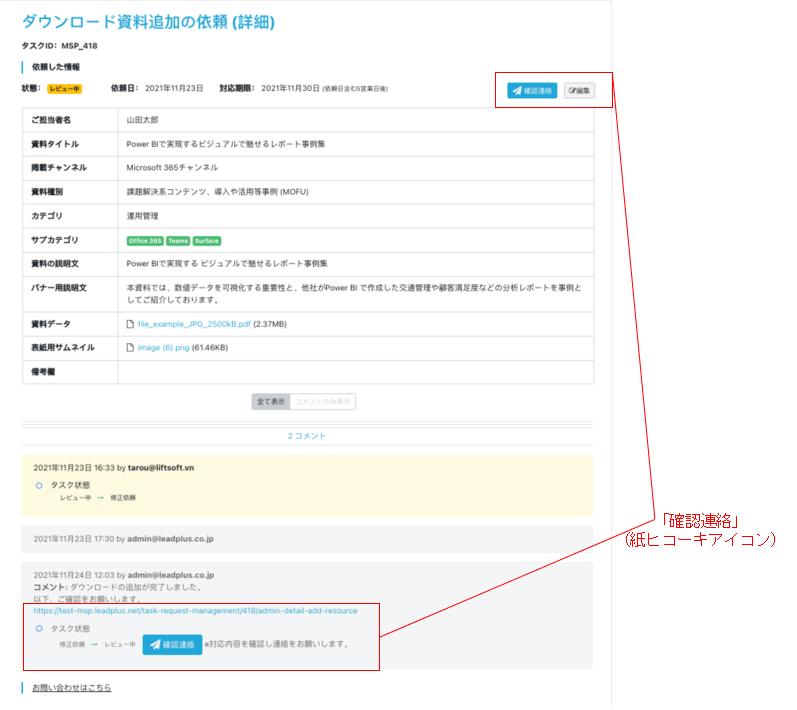 ダウンロード資料追加の依頼 (詳細)
タスクID: MSP_418
依頼した情報
状態: レビュー中 依頼日: 2021年11月23日 対応期限: 2021年11月30日 (依頼日含む5営業日後) 確認連絡 編集
ご担当者名 山田太郎
資料タイトル Power BIで実現するビジュアルで魅せるレポート事例集
掲載チャンネル Microsoft 365チャンネル
資料種別 課題解決系コンテンツ、導入や活用等事例 (MOFU)
カテゴリ 運用管理
サブカテゴリ Office 365 Teams Surface
資料の説明文 Power BIで実現する ビジュアルで魅せるレポート事例集
バナー用説明文 本資料では、数値データを可視化する重要性と、他社がPower BI で作成した交通管理や顧客満足度などの分析レポートを事例と
してご紹介しております。
資料データ file_example_JPG_2500kB.pdf (2.37MB)
表紙用サムネイル image (6).png (61.46KB)
備考欄
全て表示 コメントのみ表示
2 コメント
2021年11月23日 16:33 by tarou@liftsoft.vn
タスク状態
レビュー中 → 修正依頼
「確認連絡」
(紙ヒコーキアイコン)
2021年11月23日 17:30 by admin@leadplus.co.jp
2021年11月24日 12:03 by admin@leadplus.co.jp
コメント: ダウンロードの追加が完了しました。
以下、ご確認をお願いします。
https://test-msp.leadplus.net/task-request-management/418/admin-detail-add-resource
タスク状態
修正依頼 → レビュー中 確認連絡 ※対応内容を確認し連絡をお願いします。
お問い合わせはこちら